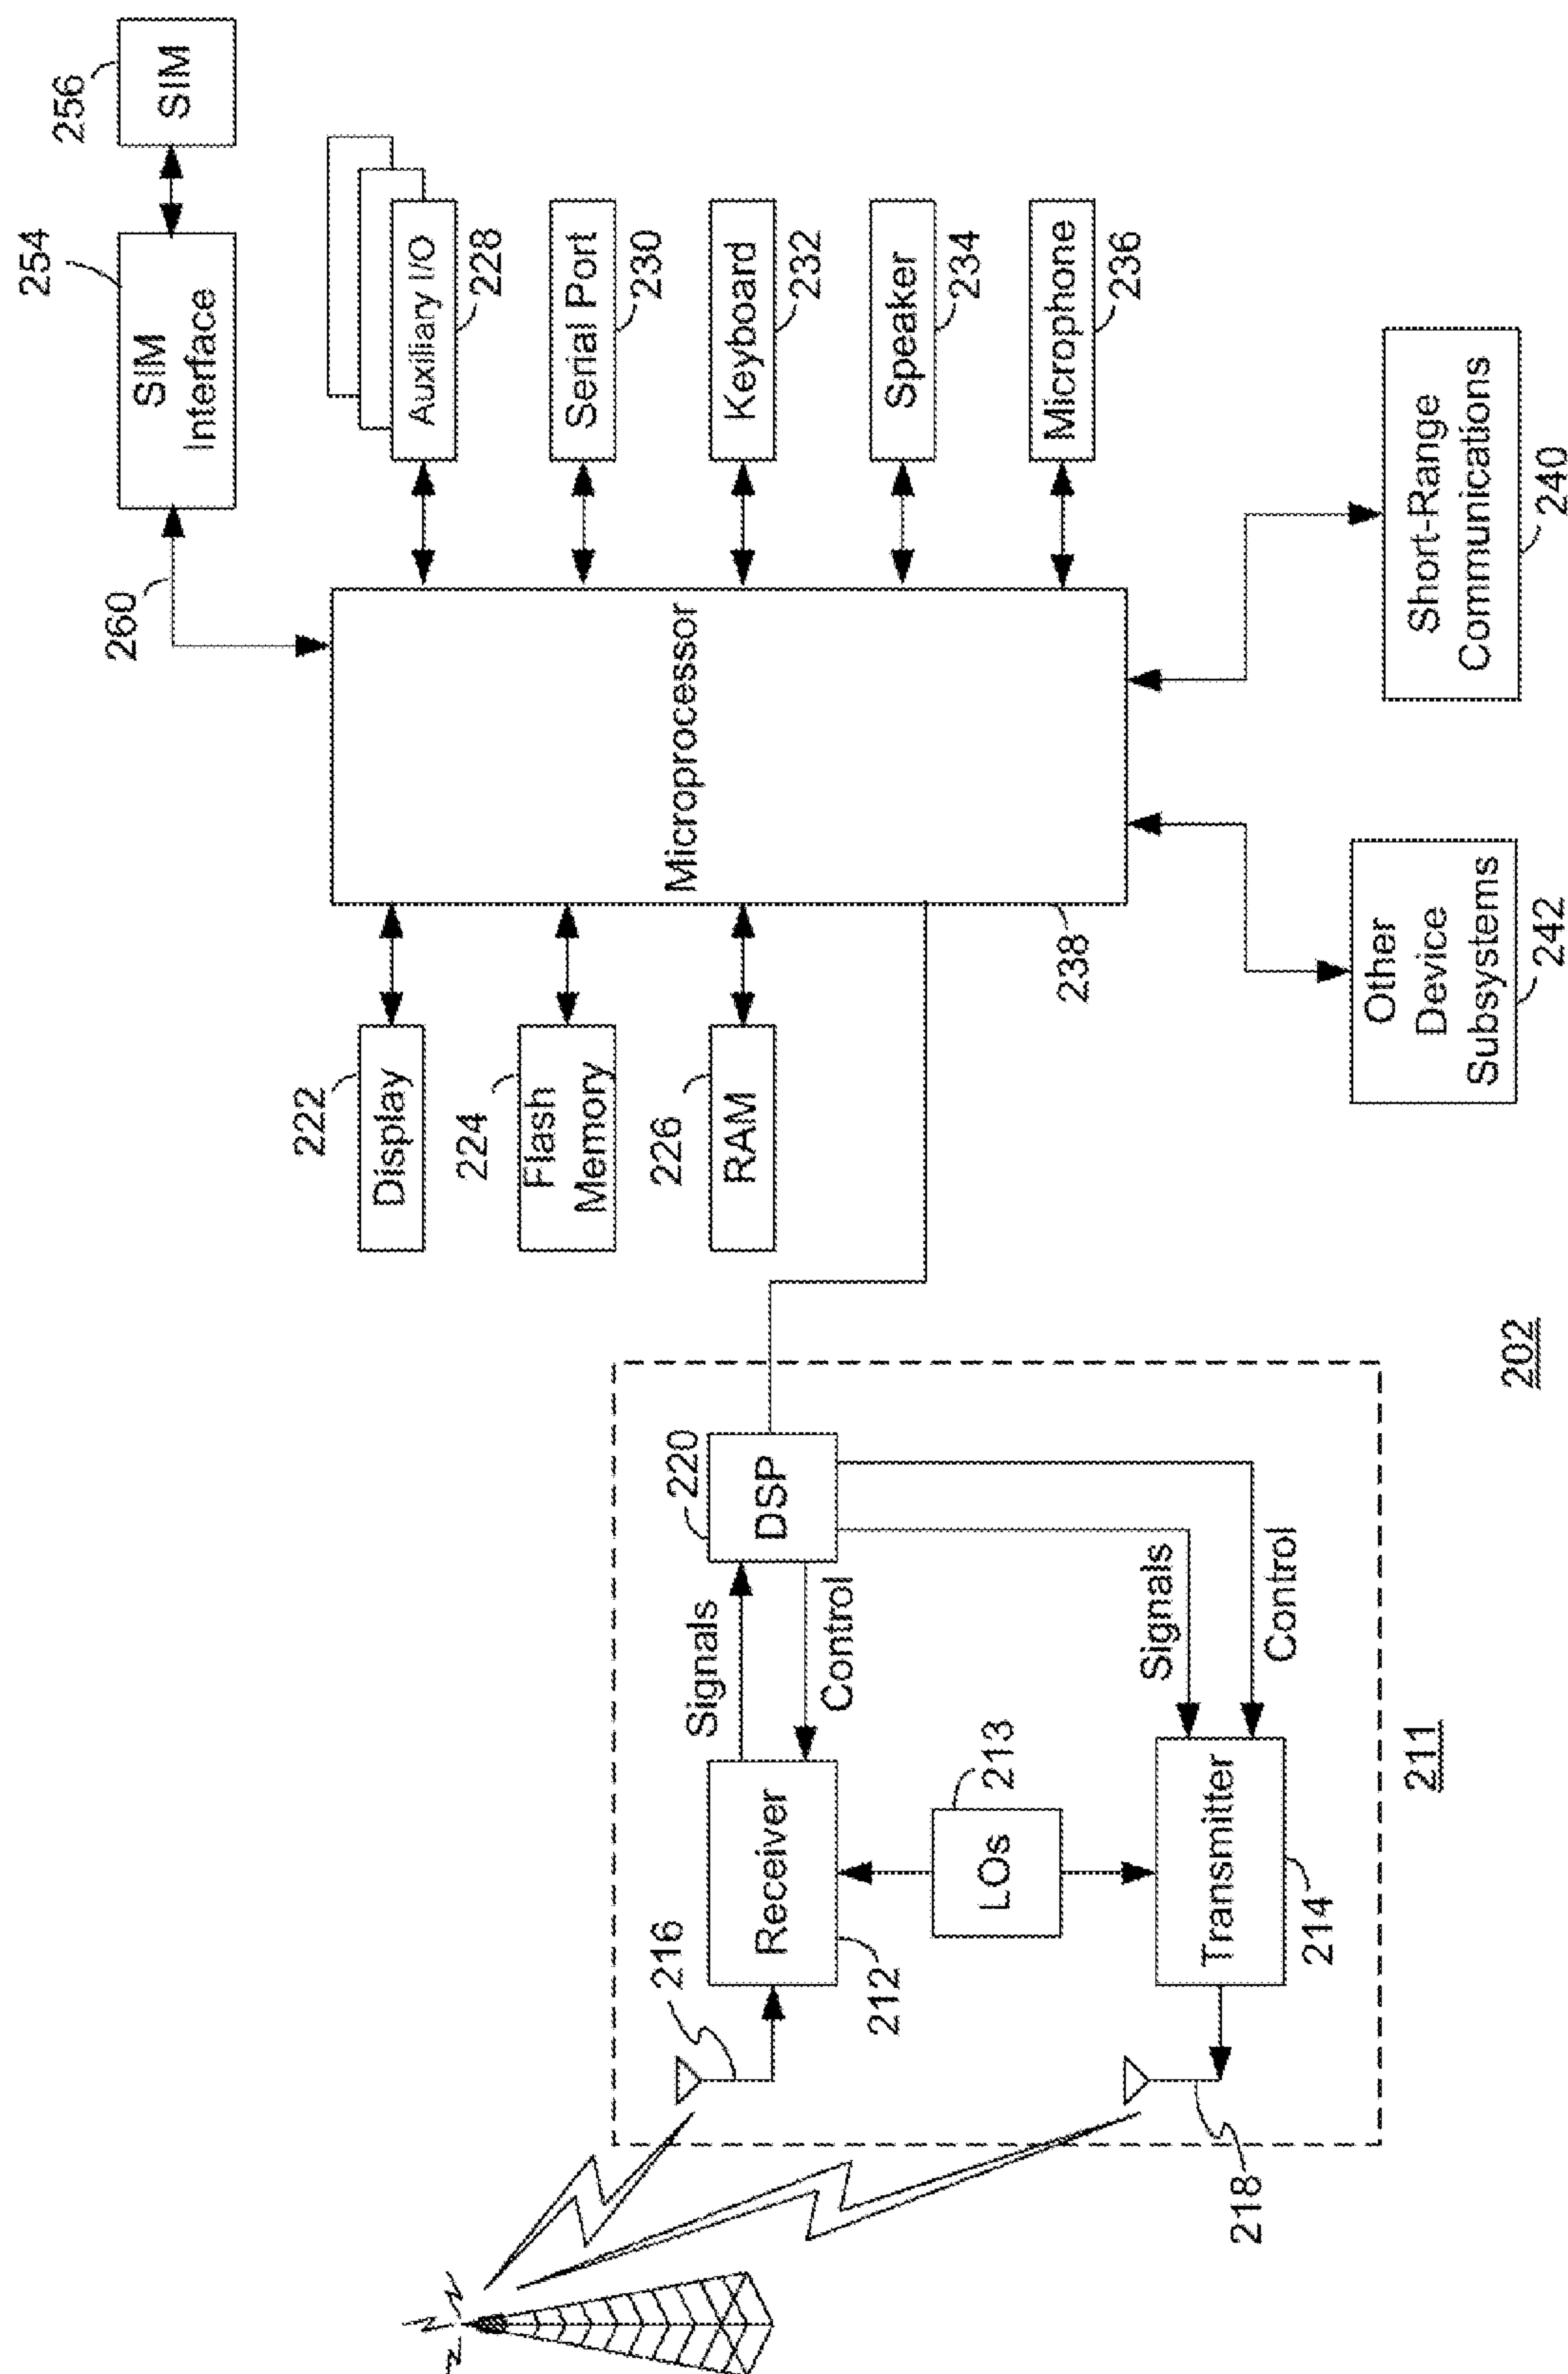 SIM
256
SIM
Interface
254
260
Auxiliary I/O
228
Serial Port
230
Keyboard
232
Speaker
234
Microphone
236
Microprocessor
238
Display
222
Flash
Memory
224
RAM
226
Short-Range
Communications
240
Other
Device
Subsystems
242
DSP
220
Signals
Control
Signals
Control
Receiver
212
216
LOs
213
Transmitter
214
218
211
202